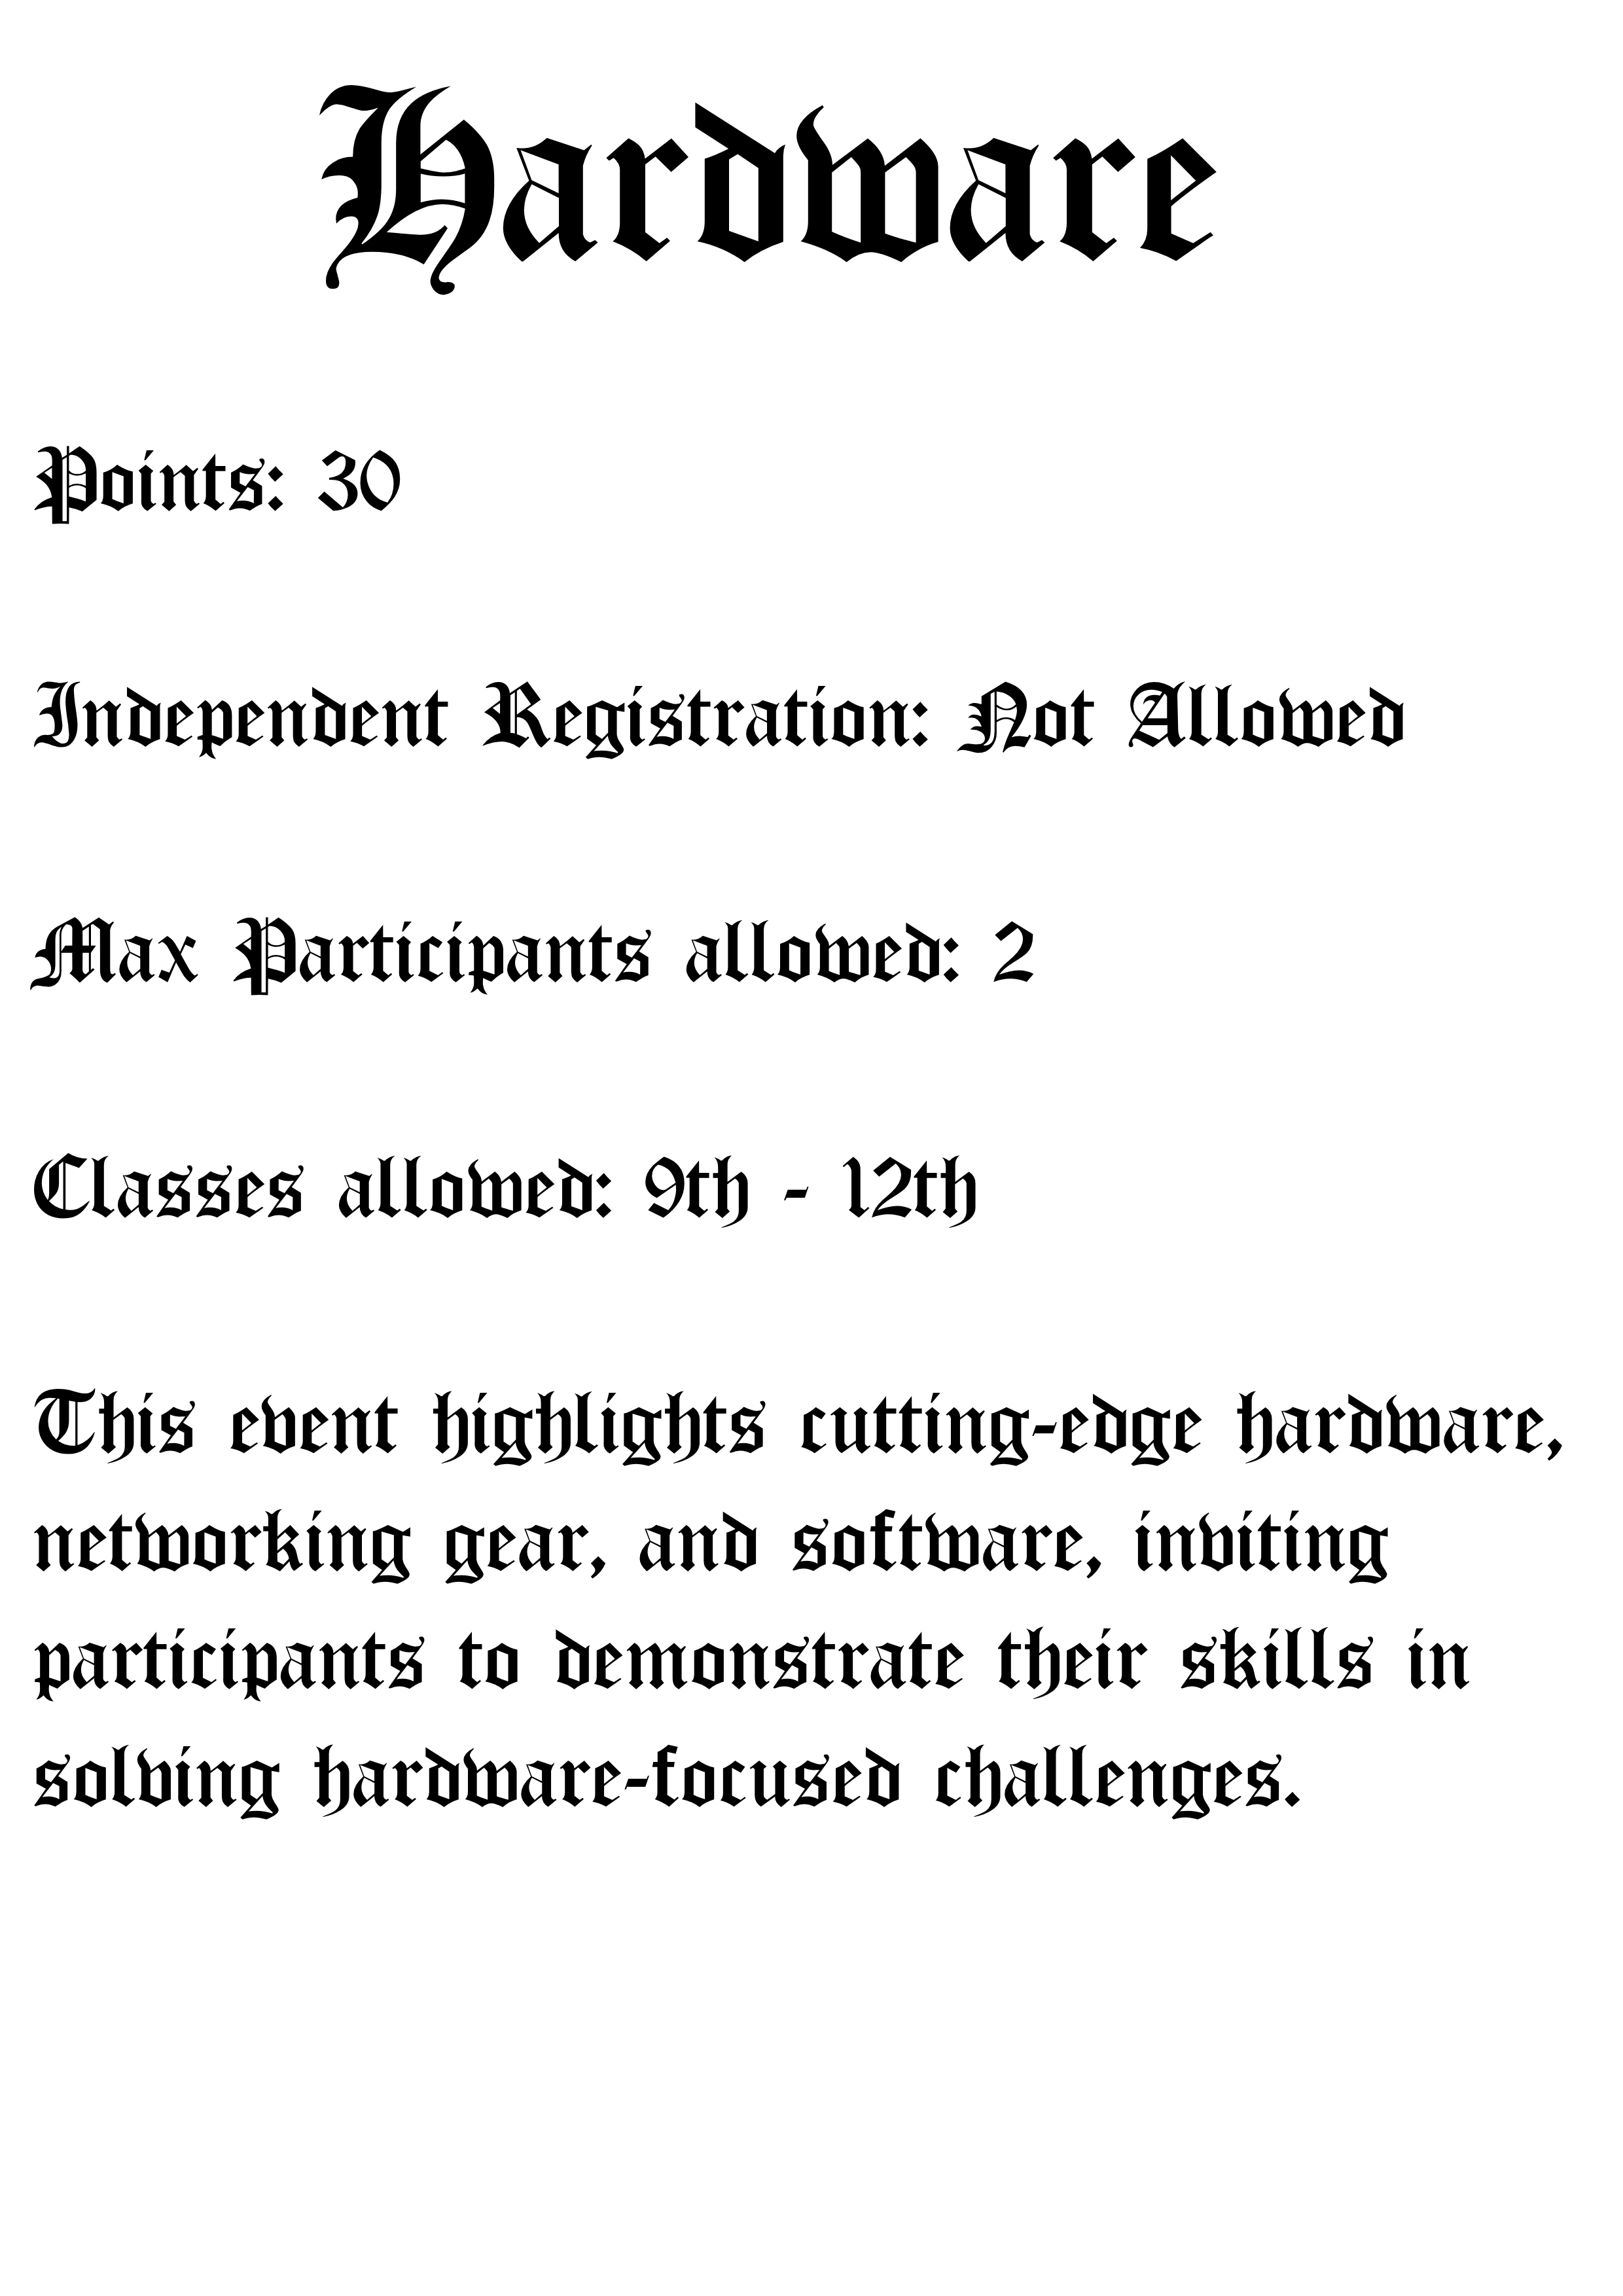 Hardware
Points: 30
Independent Registration: Not Allowed
Max Participants allowed: 2
Classes allowed: 9th - 12th
This event highlights cutting-edge hardware,
networking gear, and software, inviting
participants to demonstrate their skills in
solving hardware-focused challenges.